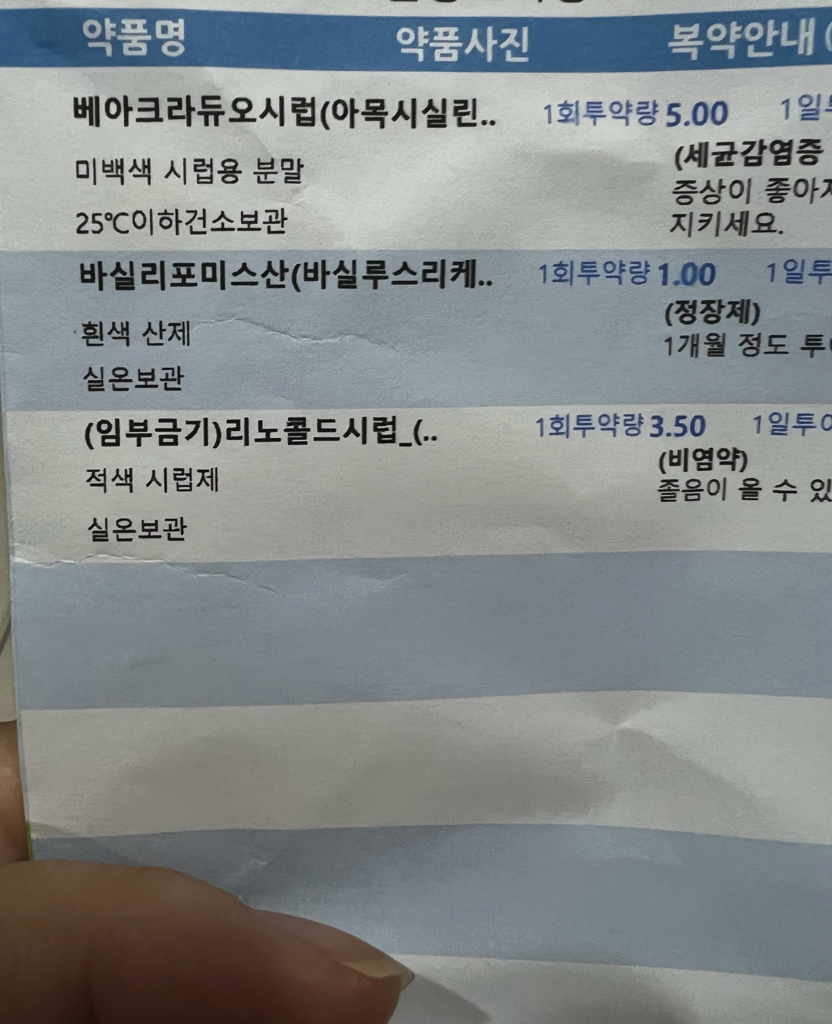 약품명 약품사진 복약안내
베아크라듀오시럽(아목시실린.. 1회투약량 5.00
미백색 시럽용 분말 (세균감염증
증상이 좋아
25℃이하건소보관 지키세요.
바실리포미스산(바실루스리케.. 1회투약량 1.00 1일투
(정장제)
흰색 산제 1개월 정도 투
실온보관
(임부금기)리노콜드시럽_(.. 1회투약량 3.50 1일투
(비염약)
적색 시럽제 졸음이 올 수 있
실온보관